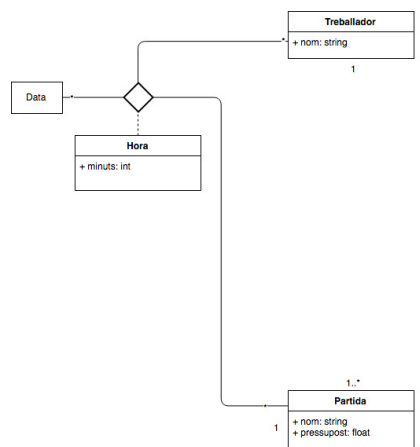 Treballador
+ nom: string
*
1
Data
*
Hora
+ minuts: int
1..*
Partida
*
1
+ nom: string
+ pressupost: float